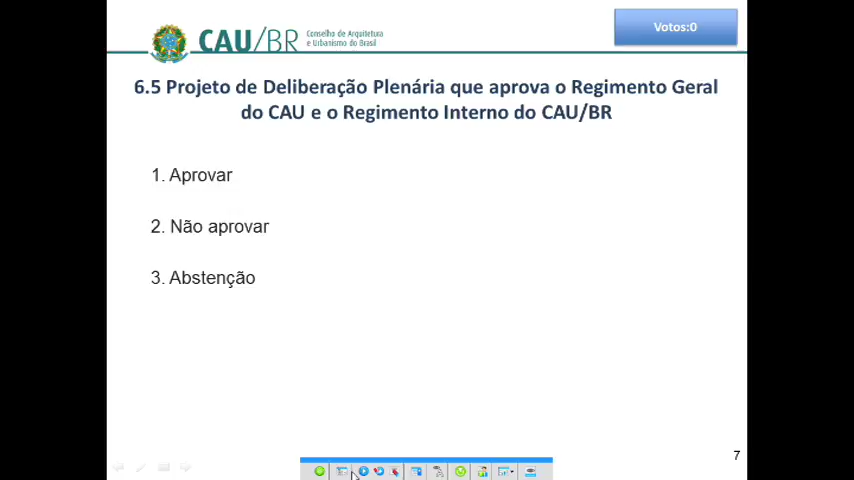 CAU/BR
Conselho de Arquitetura
e Urbanismo do Brasil
Votos:0
6.5 Projeto de Deliberação Plenária que aprova o Regimento Geral
do CAU e o Regimento Interno do CAU/BR
1. Aprovar
2. Não aprovar
3. Abstenção
7